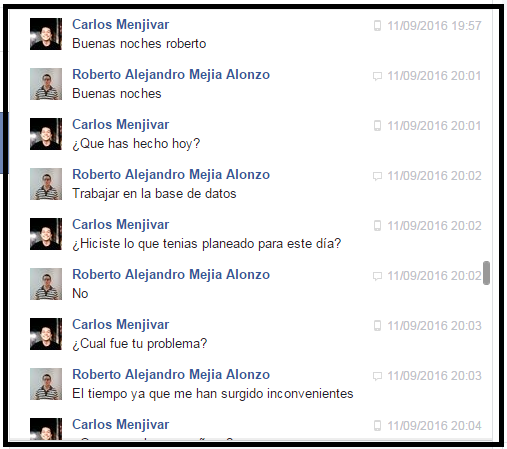 Carlos Menjivar 11/09/2016 19:57
Buenas noches roberto
Roberto Alejandro Mejia Alonzo 11/09/2016 20:01
Buenas noches
Carlos Menjivar 11/09/2016 20:01
¿Que has hecho hoy?
Roberto Alejandro Mejia Alonzo 11/09/2016 20:02
Trabajar en la base de datos
Carlos Menjivar 11/09/2016 20:02
¿Hiciste lo que tenias planeado para este día?
Roberto Alejandro Mejia Alonzo 11/09/2016 20:02
No
Carlos Menjivar 11/09/2016 20:03
¿Cual fue tu problema?
Roberto Alejandro Mejia Alonzo 11/09/2016 20:03
El tiempo ya que me han surgido inconvenientes
Carlos Menjivar 11/09/2016 20:04